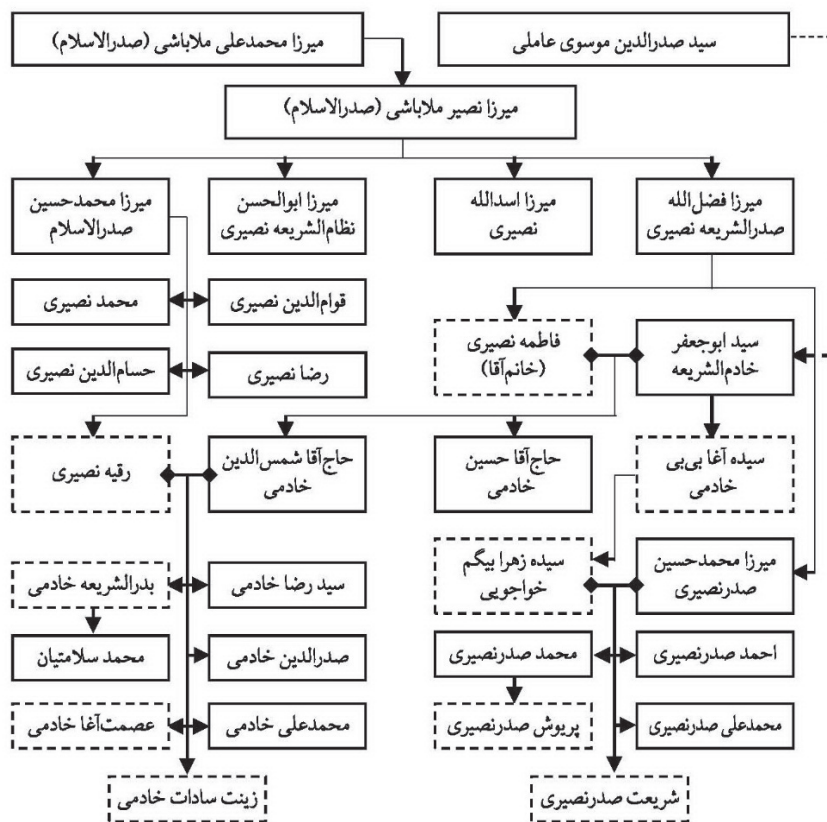 سید صدرالدین موسوی عاملی
میرزا محمدعلی ملاباشی (صدرالاسلام)
میرزا نصیر ملاباشی (صدرالاسلام)
میرزا فضل‌الله
صدرالشریعه نصیری
میرزا اسدالله
نصیری
میرزا ابوالحسن
نظام‌الشریعه نصیری
میرزا محمدحسین
صدرالاسلام
قوام‌الدین نصیری
محمد نصیری
سید ابوجعفر
خادم‌الشریعه
فاطمه نصیری
(خانم‌آقا)
رضا نصیری
حسام‌الدین نصیری
سیده آغا بی‌بی
خادمی
حاج‌آقا حسین
خادمی
حاج‌آقا شمس‌الدین
خادمی
رقیه نصیری
میرزا محمدحسین
صدرنصیری
سیده زهرا بیگم
خواجویی
سید رضا خادمی
بدرالشریعه خادمی
احمد صدرنصیری
محمد صدرنصیری
صدرالدین خادمی
محمد سلامتیان
محمدعلی صدرنصیری
پریوش صدرنصیری
محمدعلی خادمی
عصمت‌آغا خادمی
شریعت صدرنصیری
زینت سادات خادمی